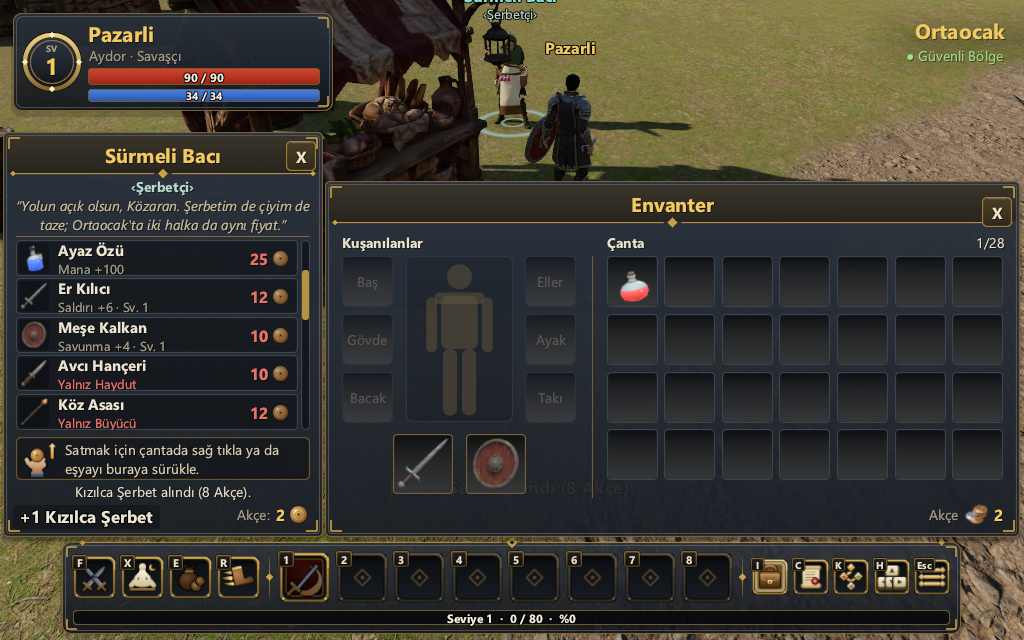 Pazarli
SV
1
Aydor · Savaşçı
90 / 90
34 / 34
‹Şerbetçi›
Pazarli
Ortaocak
Güvenli Bölge
Sürmeli Bacı
X
‹Şerbetçi›
"Yolun açık olsun, Közaran. Şerbetim de çiyim de
taze; Ortaocak'ta iki halka da aynı fiyat."
Ayaz Özü
Mana +100
25
Er Kılıcı
Saldırı +6 · Sv. 1
12
Meşe Kalkan
Savunma +4 · Sv. 1
10
Avcı Hançeri
Yalnız Haydut
10
Köz Asası
Yalnız Büyücü
12
Satmak için çantada sağ tıkla ya da
eşyayı buraya sürükle.
Kızılca Şerbet alındı (8 Akçe).
+1 Kızılca Şerbet
Akçe: 2
Envanter
X
Kuşanılanlar
Çanta
1/28
Baş
Eller
Gövde
Ayak
Bacak
Takı
Akçe 2
F
X
E
R
1
2
3
4
5
6
7
8
I
C
K
H
Esc
Seviye 1 · 0 / 80 · %0